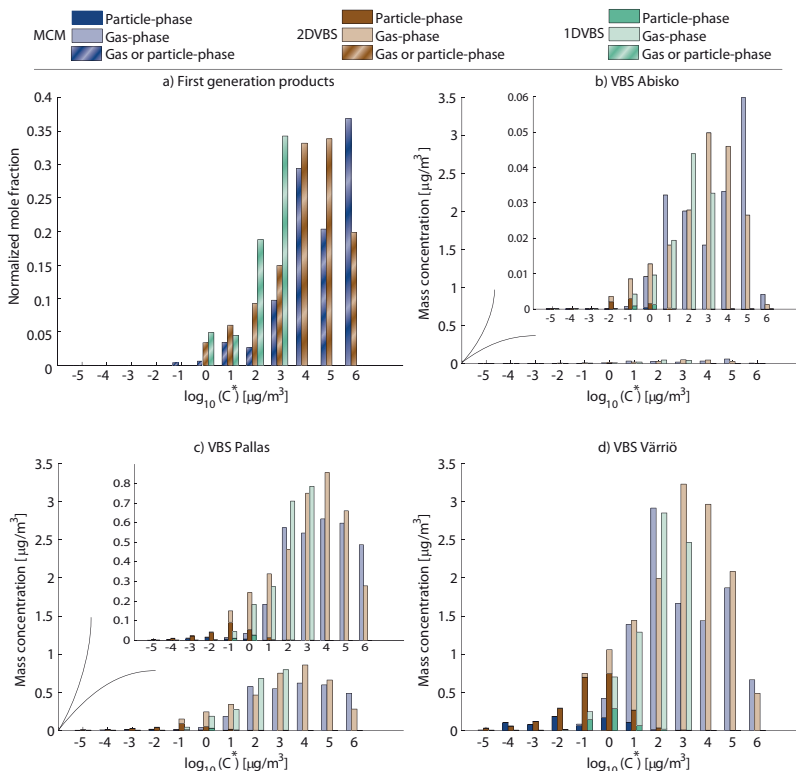 Particle-phase
MCM Gas-phase
Gas or particle-phase
Particle-phase
2DVBS Gas-phase
Gas or particle-phase
Particle-phase
1DVBS Gas-phase
Gas or particle-phase
a) First generation products
Normalized mole fraction
0.4
0.35
0.3
0.25
0.2
0.15
0.1
0.05
0
-5 -4 -3 -2 -1 0 1 2 3 4 5 6
log10 (C*) [μg/m³]
b) VBS Abisko
Mass concentration [μg/m³]
3.5
3
2.5
2
1.5
1
0.5
0
0.06
0.05
0.04
0.03
0.02
0.01
0
-5 -4 -3 -2 -1 0 1 2 3 4 5 6
-5 -4 -3 -2 -1 0 1 2 3 4 5 6
log10 (C*) [μg/m³]
c) VBS Pallas
Mass concentration [μg/m³]
3.5
3
2.5
2
1.5
1
0.5
0
0.8
0.7
0.6
0.5
0.4
0.3
0.2
0.1
0
-5 -4 -3 -2 -1 0 1 2 3 4 5 6
-5 -4 -3 -2 -1 0 1 2 3 4 5 6
log10 (C*) [μg/m³]
d) VBS Värriö
Mass concentration [μg/m³]
3.5
3
2.5
2
1.5
1
0.5
0
-5 -4 -3 -2 -1 0 1 2 3 4 5 6
log10 (C*) [μg/m³]